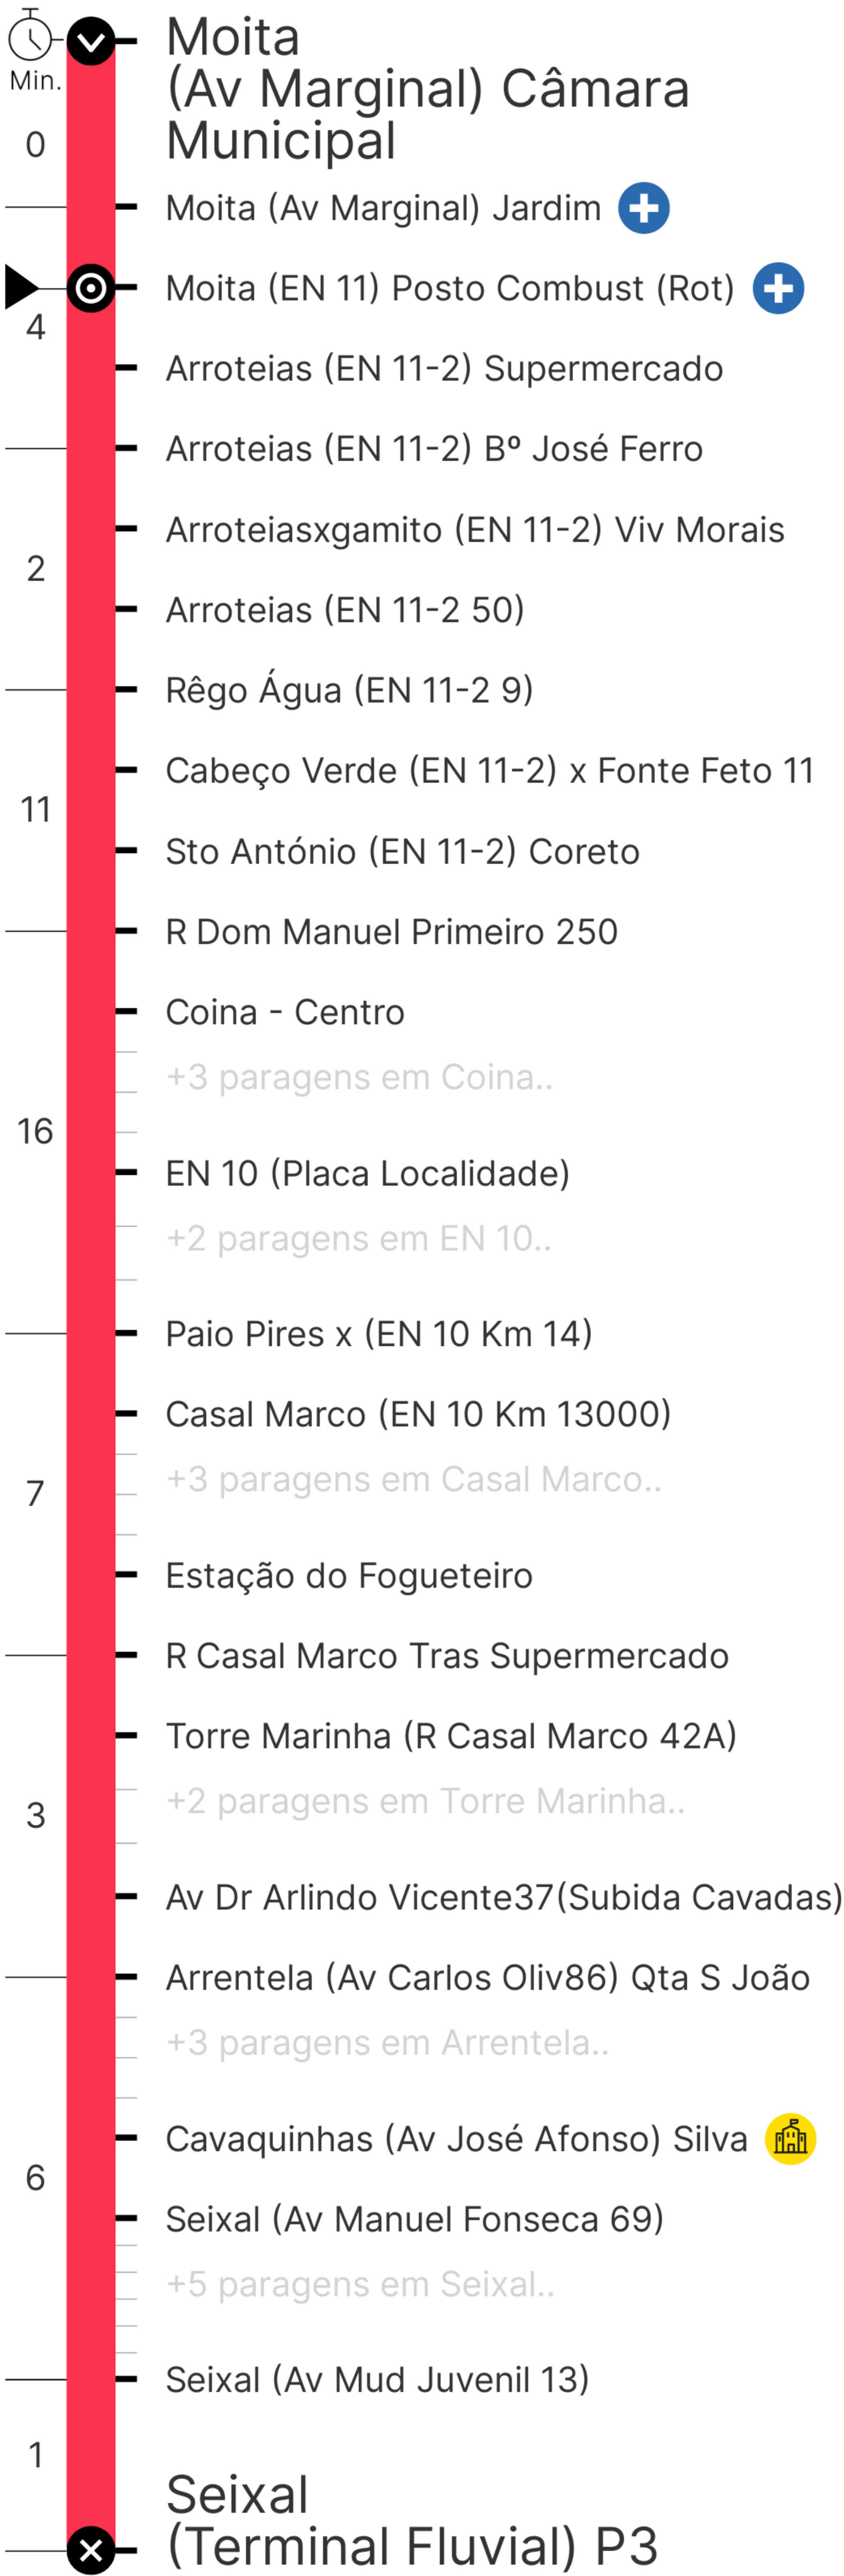 Min.
Moita
(Av Marginal) Câmara
Municipal
0
Moita (Av Marginal) Jardim
Moita (EN 11) Posto Combust (Rot)
4
Arroteias (EN 11-2) Supermercado
Arroteias (EN 11-2) Bº José Ferro
Arroteiasxgamito (EN 11-2) Viv Morais
2
Arroteias (EN 11-2 50)
Rêgo Água (EN 11-2 9)
Cabeço Verde (EN 11-2) x Fonte Feto 11
11
Sto António (EN 11-2) Coreto
R Dom Manuel Primeiro 250
Coina - Centro
+3 paragens em Coina..
16
EN 10 (Placa Localidade)
+2 paragens em EN 10..
Paio Pires x (EN 10 Km 14)
Casal Marco (EN 10 Km 13000)
+3 paragens em Casal Marco..
7
Estação do Fogueteiro
R Casal Marco Tras Supermercado
Torre Marinha (R Casal Marco 42A)
+2 paragens em Torre Marinha..
3
Av Dr Arlindo Vicente37(Subida Cavadas)
Arrentela (Av Carlos Oliv86) Qta S João
+3 paragens em Arrentela..
Cavaquinhas (Av José Afonso) Silva
6
Seixal (Av Manuel Fonseca 69)
+5 paragens em Seixal..
Seixal (Av Mud Juvenil 13)
1
Seixal
(Terminal Fluvial) P3